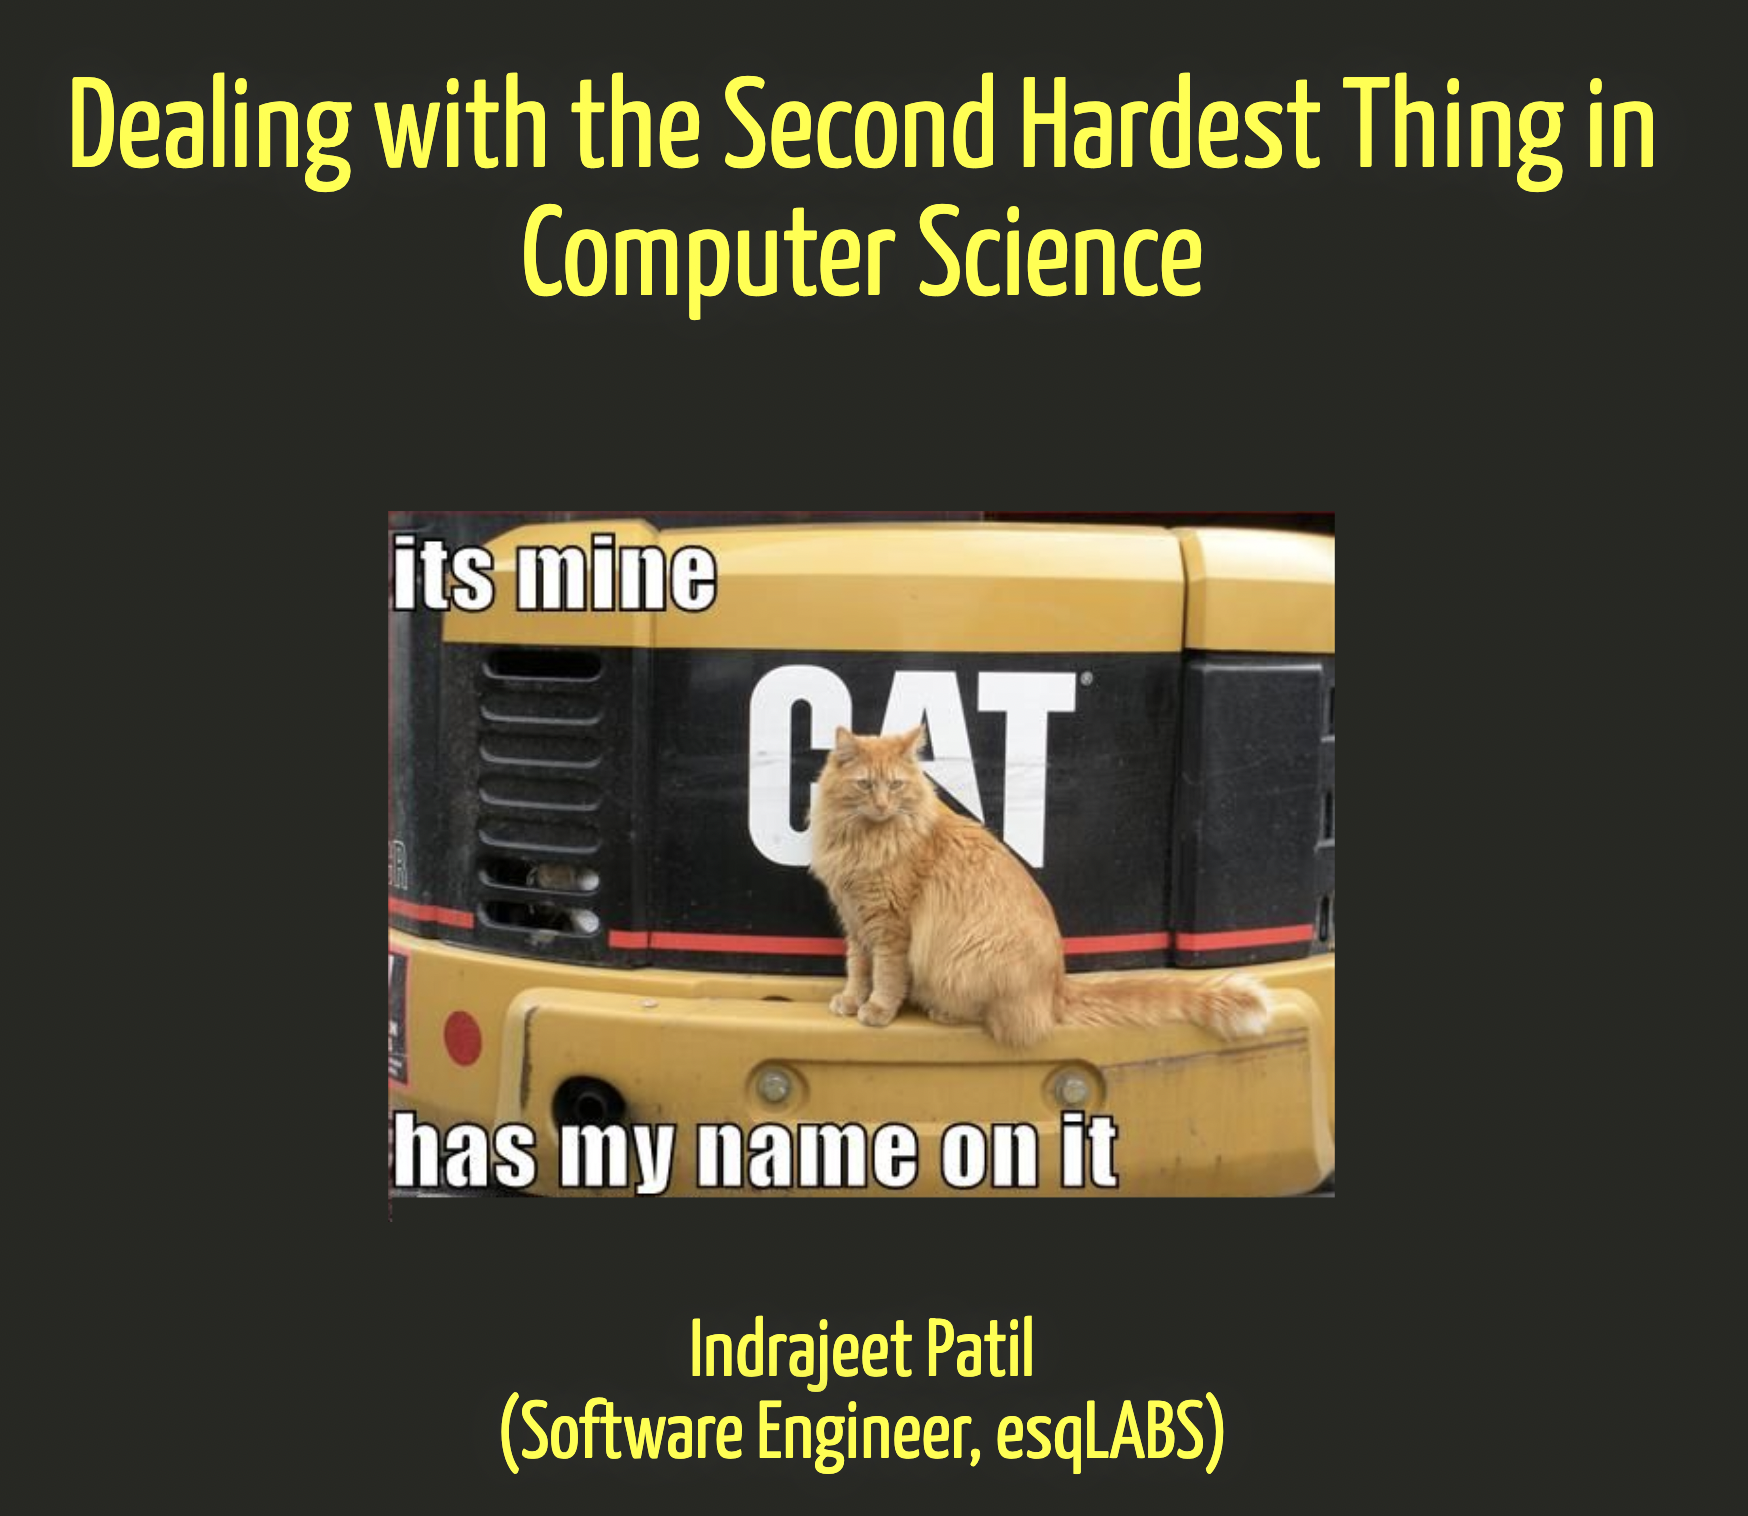 Dealing with the Second Hardest Thing in
Computer Science
its mine
CAT®
has my name on it
Indrajeet Patil
(Software Engineer, esqLABS)